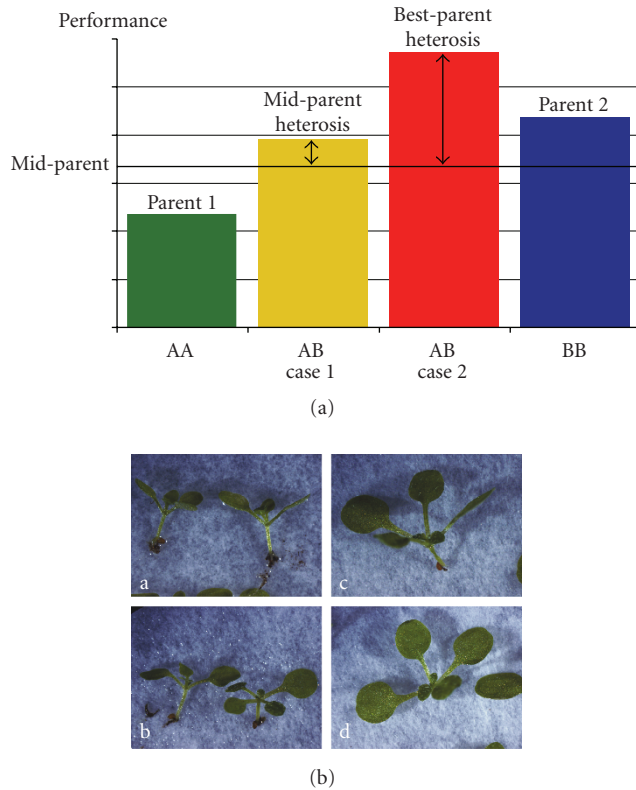 Performance
Best-parent
heterosis
Mid-parent
heterosis
Parent 2
Mid-parent
Parent 1
AA
AB
case 1
AB
case 2
BB
(a)
a
c
b
d
(b)